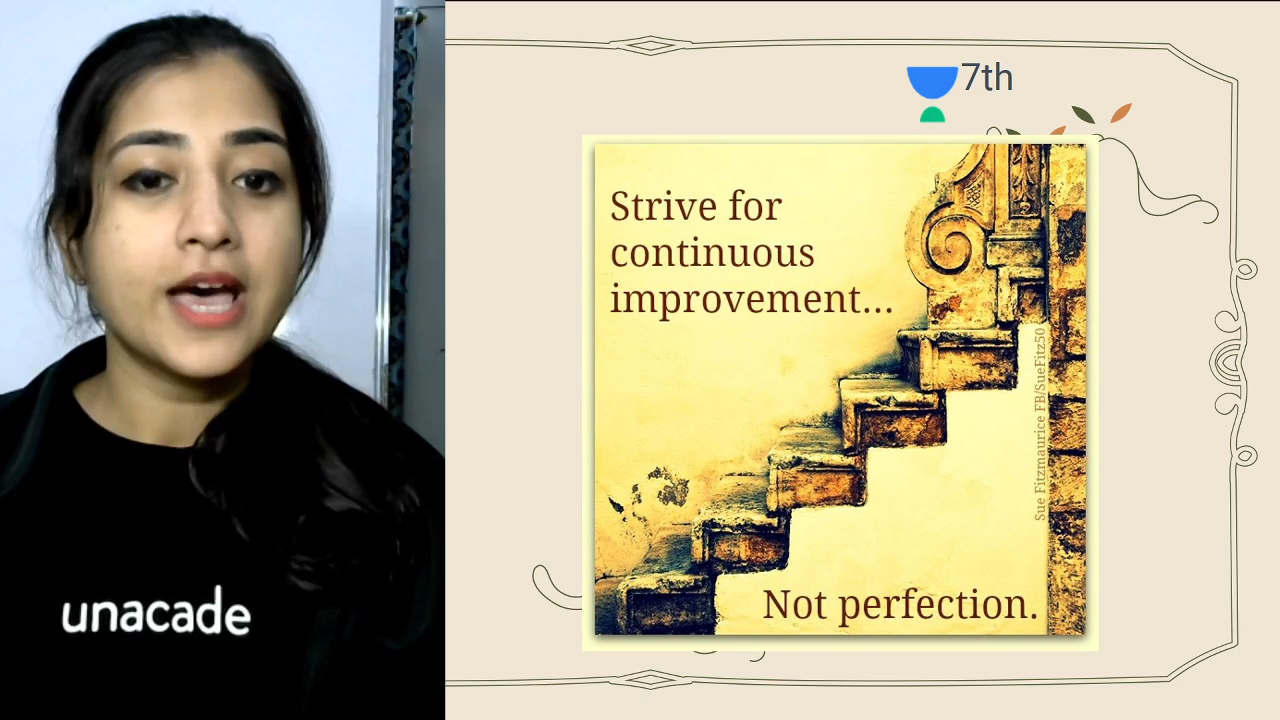 7th
Strive for
continuous
improvement...
Sue Fitzmaurice FB/SueFitz50
Not perfection.
unacade